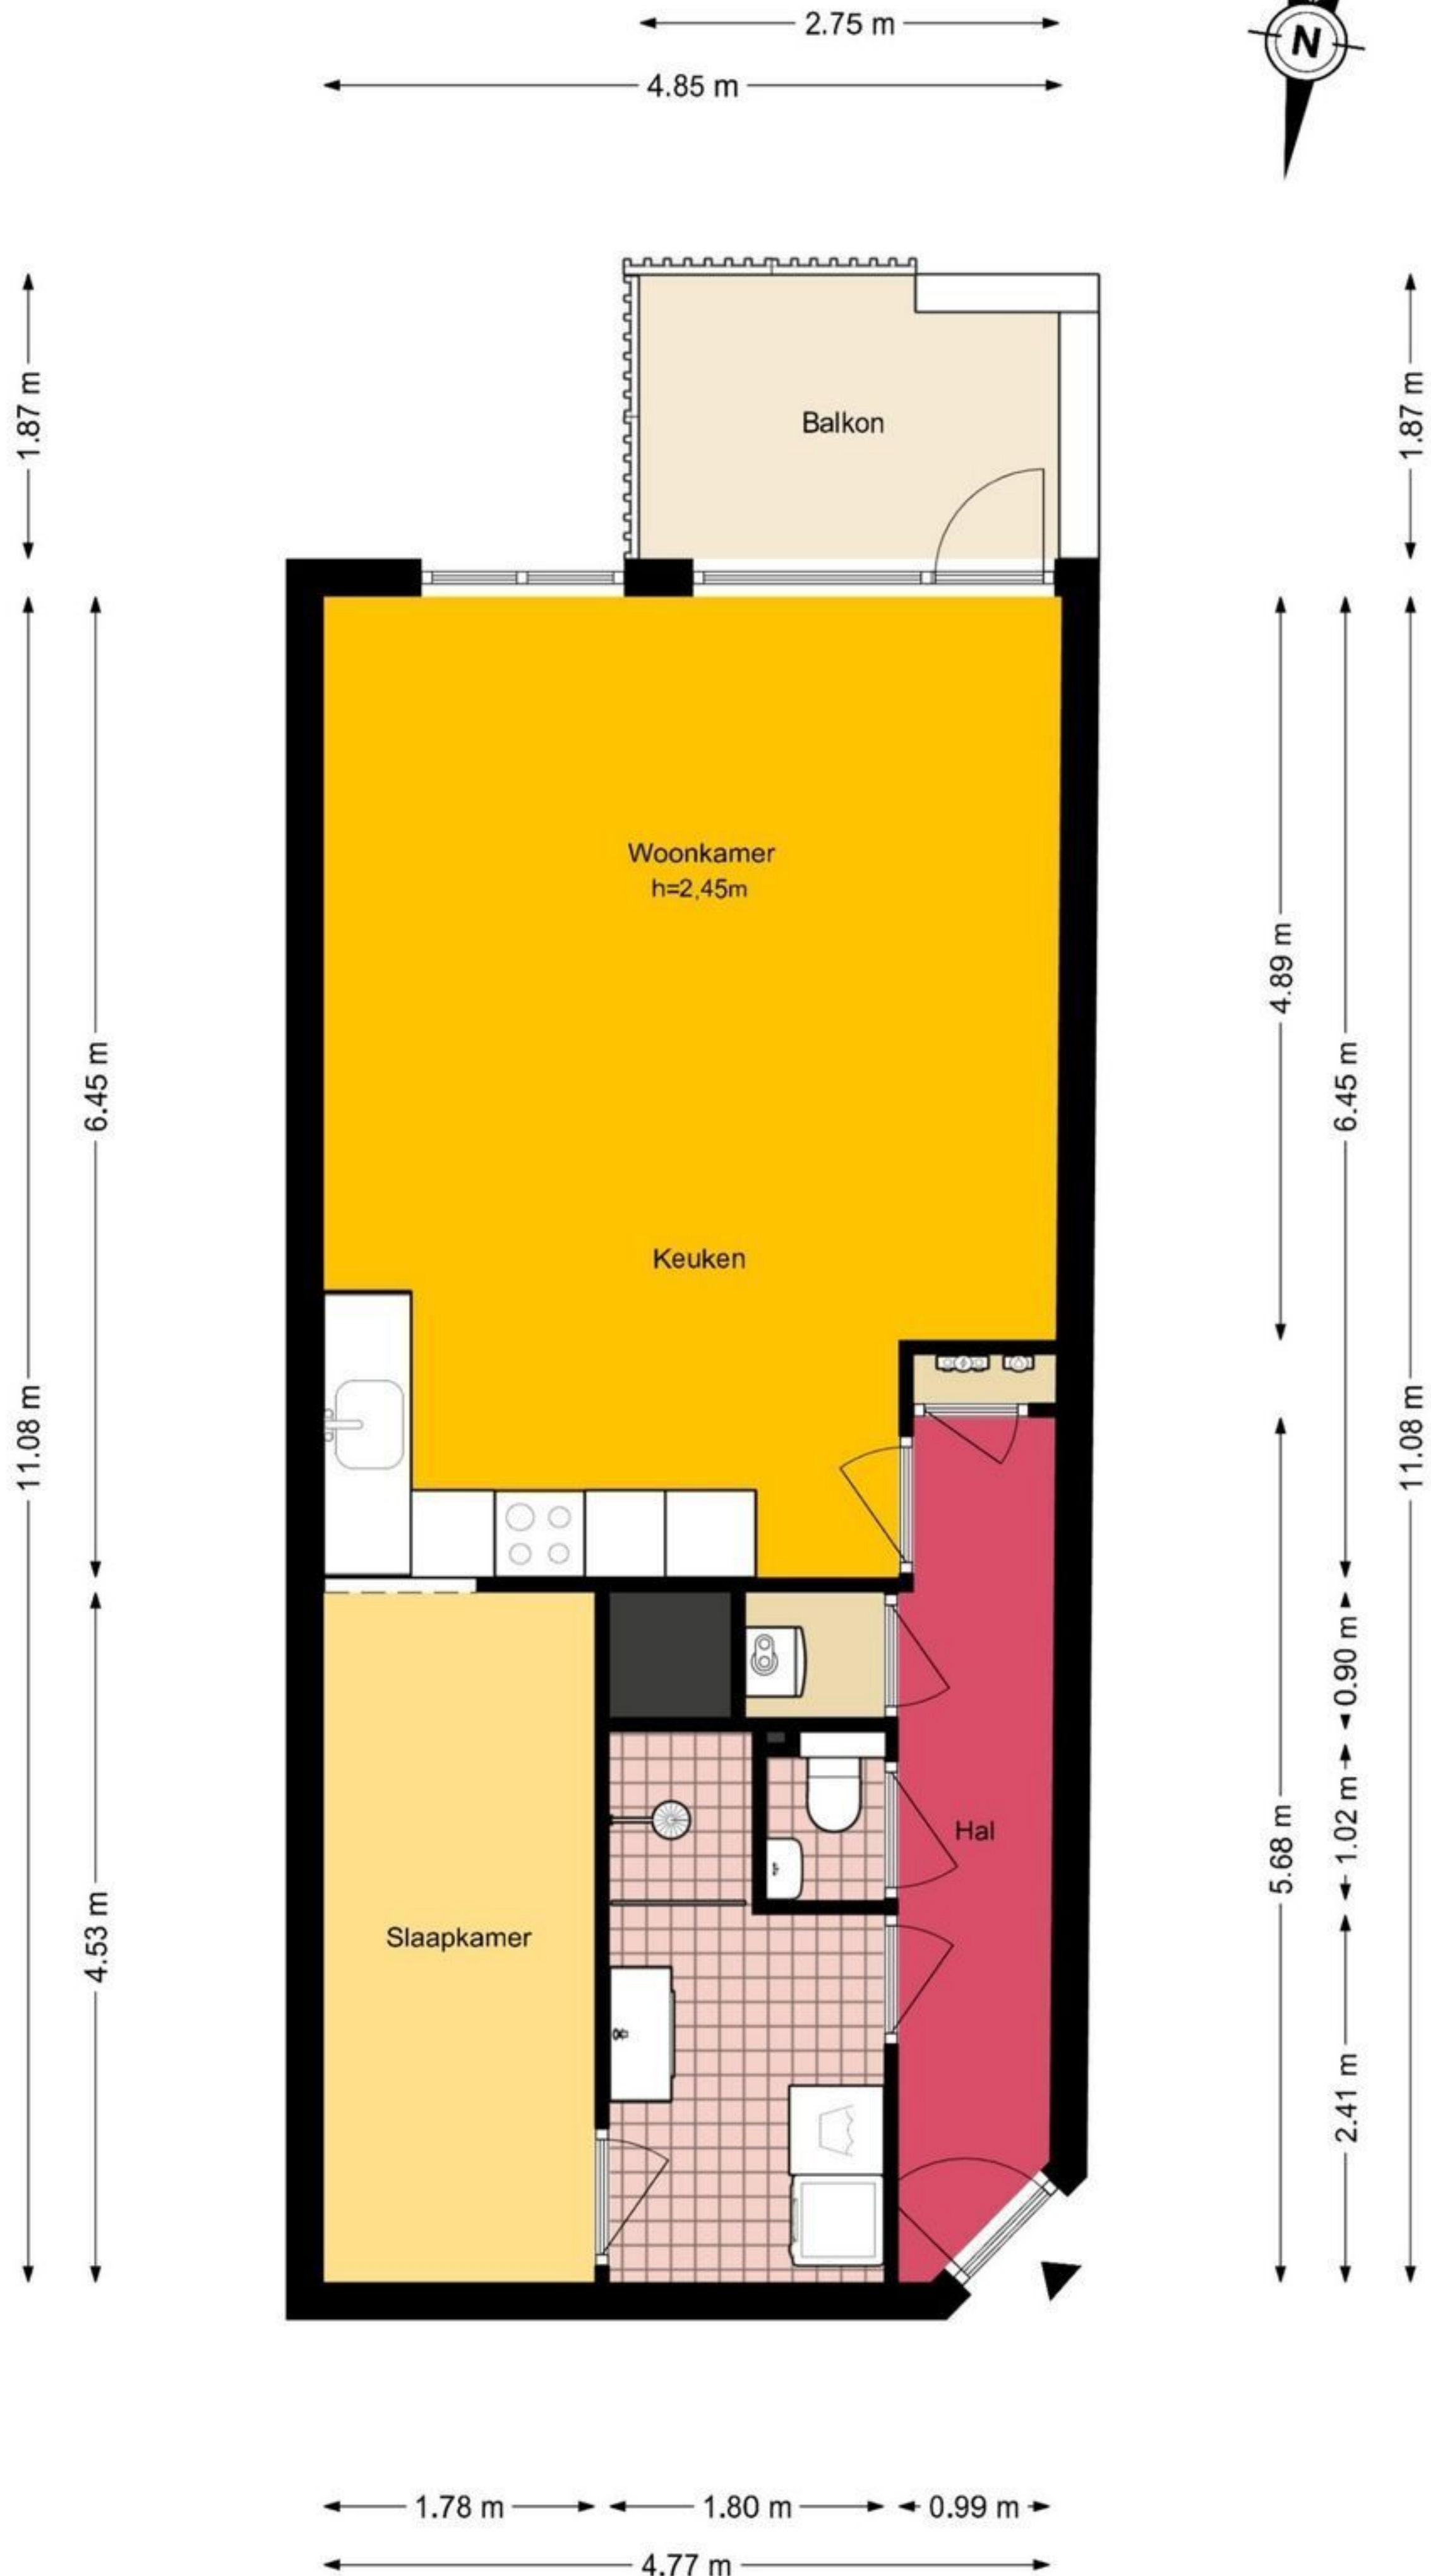 2.75 m
4.85 m
N
1.87 m
1.87 m
Balkon
Woonkamer
h=2,45m
4.89 m
6.45 m
6.45 m
Keuken
11.08 m
11.08 m
0.90 m
1.02 m
Hal
5.68 m
Slaapkamer
4.53 m
2.41 m
1.78 m
1.80 m
0.99 m
4.77 m